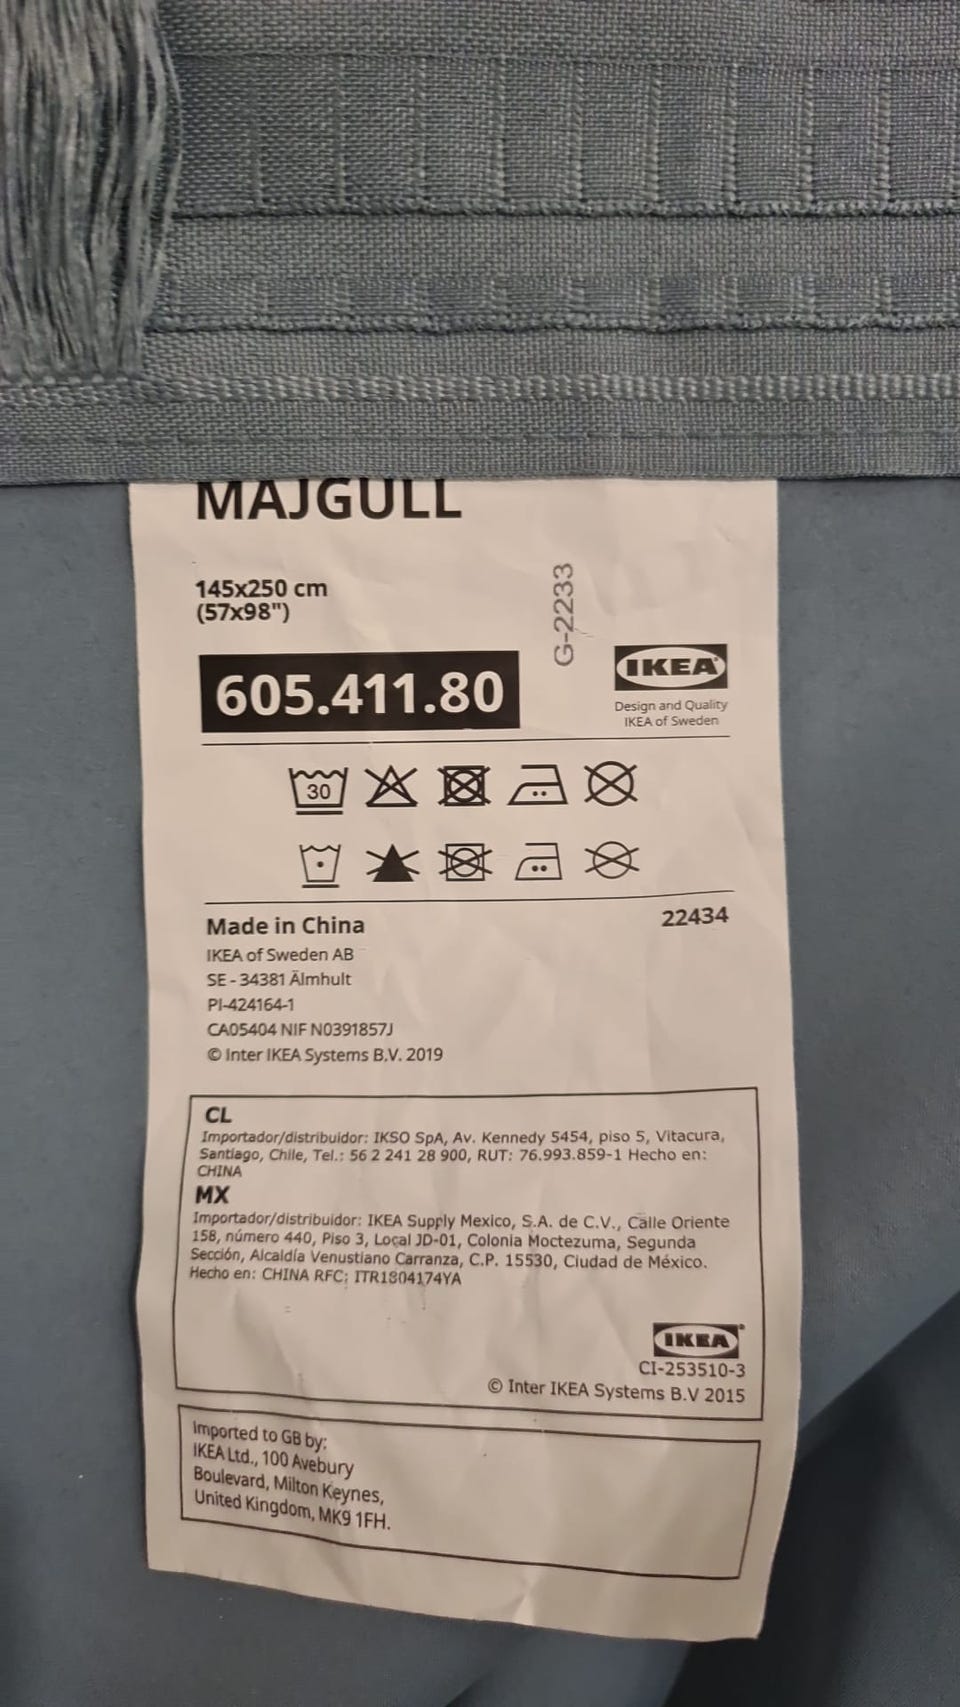 MAJGULL
145x250 cm
(57x98")
G-2233
605.411.80
IKEA
Design and Quality
IKEA of Sweden
30
Made in China
22434
IKEA of Sweden AB
SE - 34381 Älmhult
PI-424164-1
CA05404 NIF N0391857J
© Inter IKEA Systems B.V. 2019
CL
Importador/distribuidor: IKSO SpA, Av. Kennedy 5454, piso 5, Vitacura,
Santiago, Chile, Tel.: 56 2 241 28 900, RUT: 76.993.859-1 Hecho en:
CHINA
MX
Importador/distribuidor: IKEA Supply Mexico, S.A. de C.V., Calle Oriente
158, número 440, Piso 3, Local JD-01, Colonia Moctezuma, Segunda
Sección, Alcaldía Venustiano Carranza, C.P. 15530, Ciudad de México.
Hecho en: CHINA RFC: ITR1804174YA
IKEA®
CI-253510-3
© Inter IKEA Systems B.V 2015
Imported to GB by:
IKEA Ltd., 100 Avebury
Boulevard, Milton Keynes,
United Kingdom, MK9 1FH.